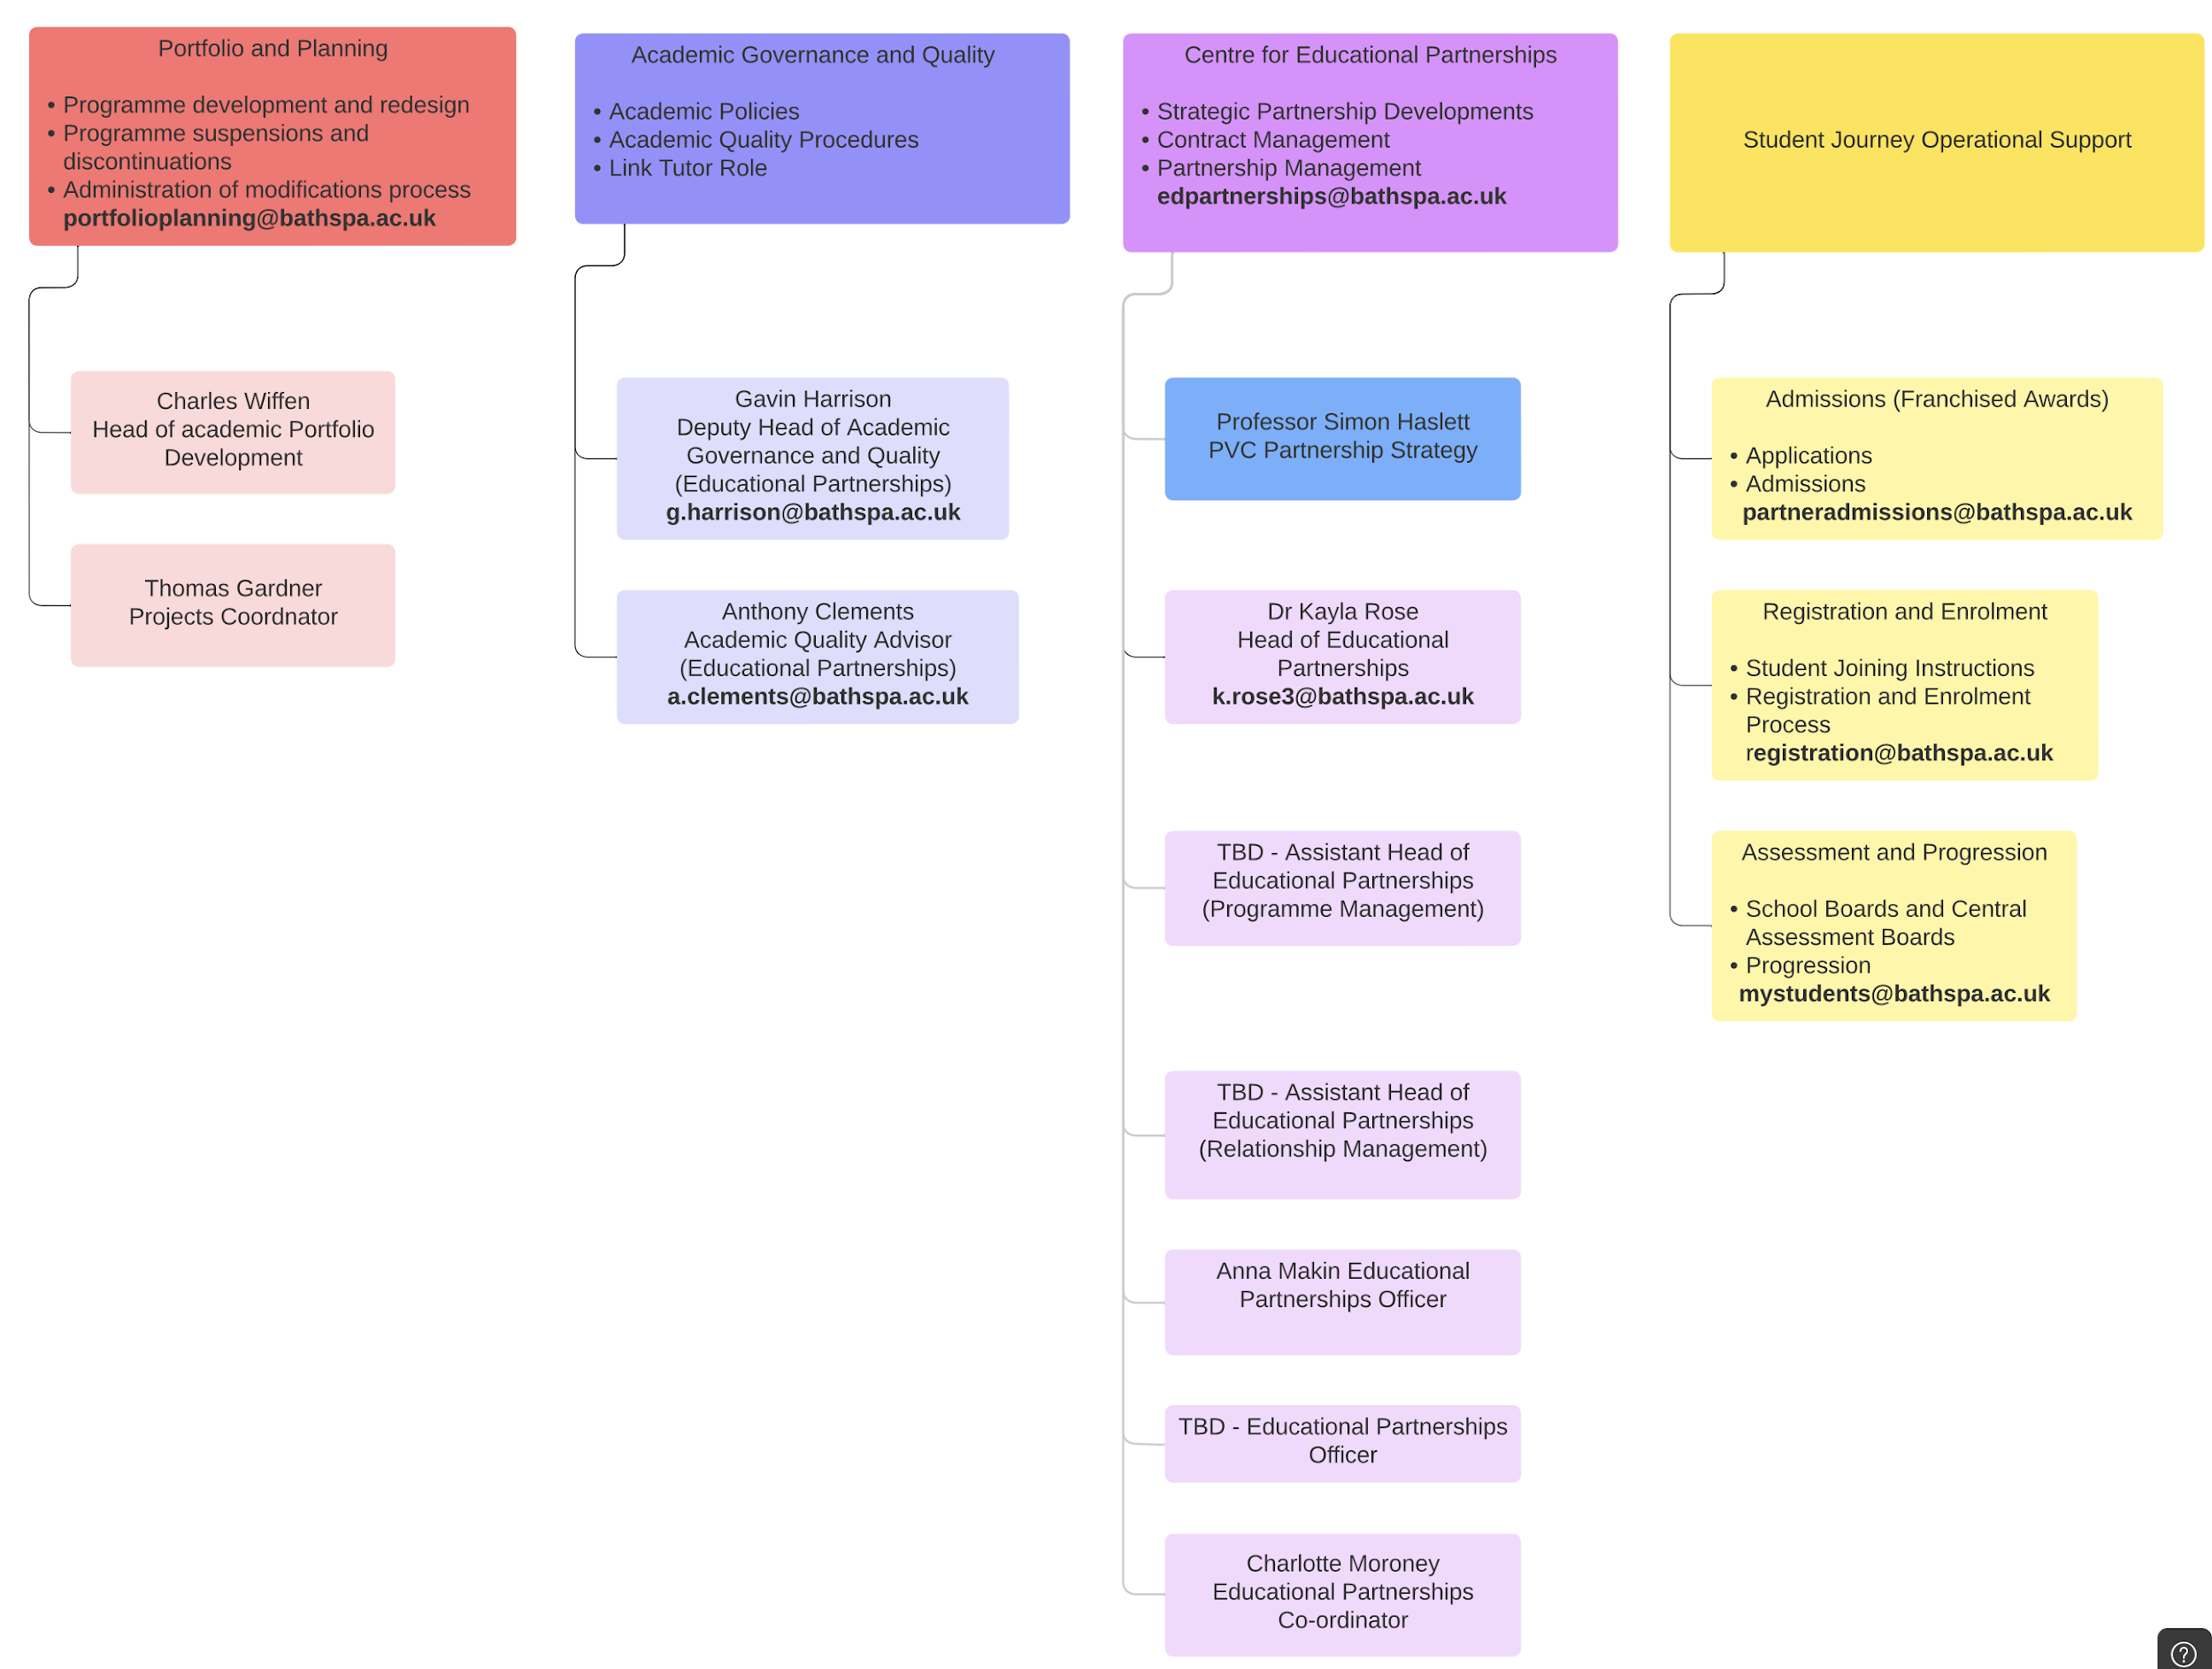 Portfolio and Planning
• Programme development and redesign
• Programme suspensions and
discontinuations
• Administration of modifications process
portfolioplanning@bathspa.ac.uk
Charles Wiffen
Head of academic Portfolio
Development
Thomas Gardner
Projects Coordnator
Academic Governance and Quality
• Academic Policies
• Academic Quality Procedures
• Link Tutor Role
Gavin Harrison
Deputy Head of Academic
Governance and Quality
(Educational Partnerships)
g.harrison@bathspa.ac.uk
Anthony Clements
Academic Quality Advisor
(Educational Partnerships)
a.clements@bathspa.ac.uk
Centre for Educational Partnerships
• Strategic Partnership Developments
• Contract Management
• Partnership Management
edpartnerships@bathspa.ac.uk
Professor Simon Haslett
PVC Partnership Strategy
Dr Kayla Rose
Head of Educational
Partnerships
k.rose3@bathspa.ac.uk
TBD - Assistant Head of
Educational Partnerships
(Programme Management)
TBD - Assistant Head of
Educational Partnerships
(Relationship Management)
Anna Makin Educational
Partnerships Officer
TBD - Educational Partnerships
Officer
Charlotte Moroney
Educational Partnerships
Co-ordinator
Student Journey Operational Support
Admissions (Franchised Awards)
• Applications
• Admissions
partneradmissions@bathspa.ac.uk
Registration and Enrolment
• Student Joining Instructions
• Registration and Enrolment
Process
registration@bathspa.ac.uk
Assessment and Progression
• School Boards and Central
Assessment Boards
• Progression
mystudents@bathspa.ac.uk
?